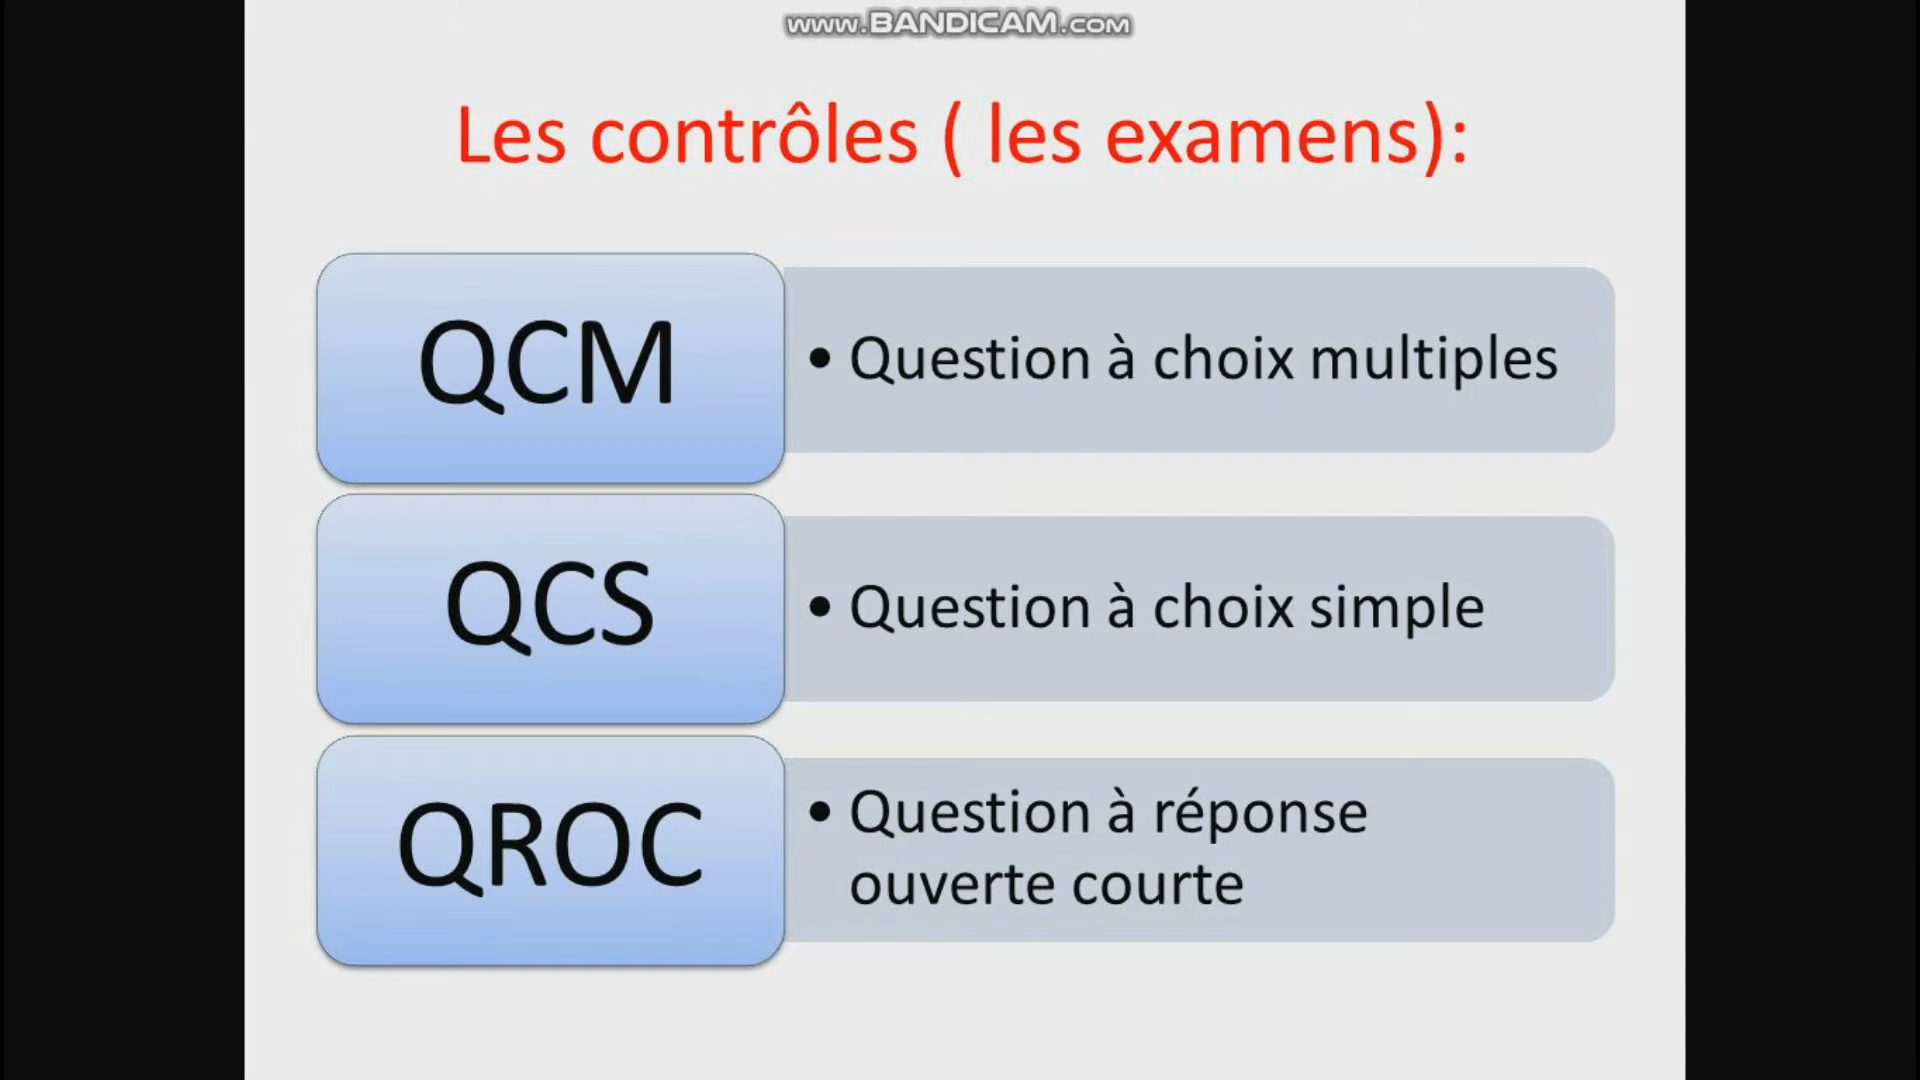 www.BANDICAM.com
Les contrôles ( les examens):
QCM
• Question à choix multiples
QCS
• Question à choix simple
QROC
• Question à réponse
ouverte courte